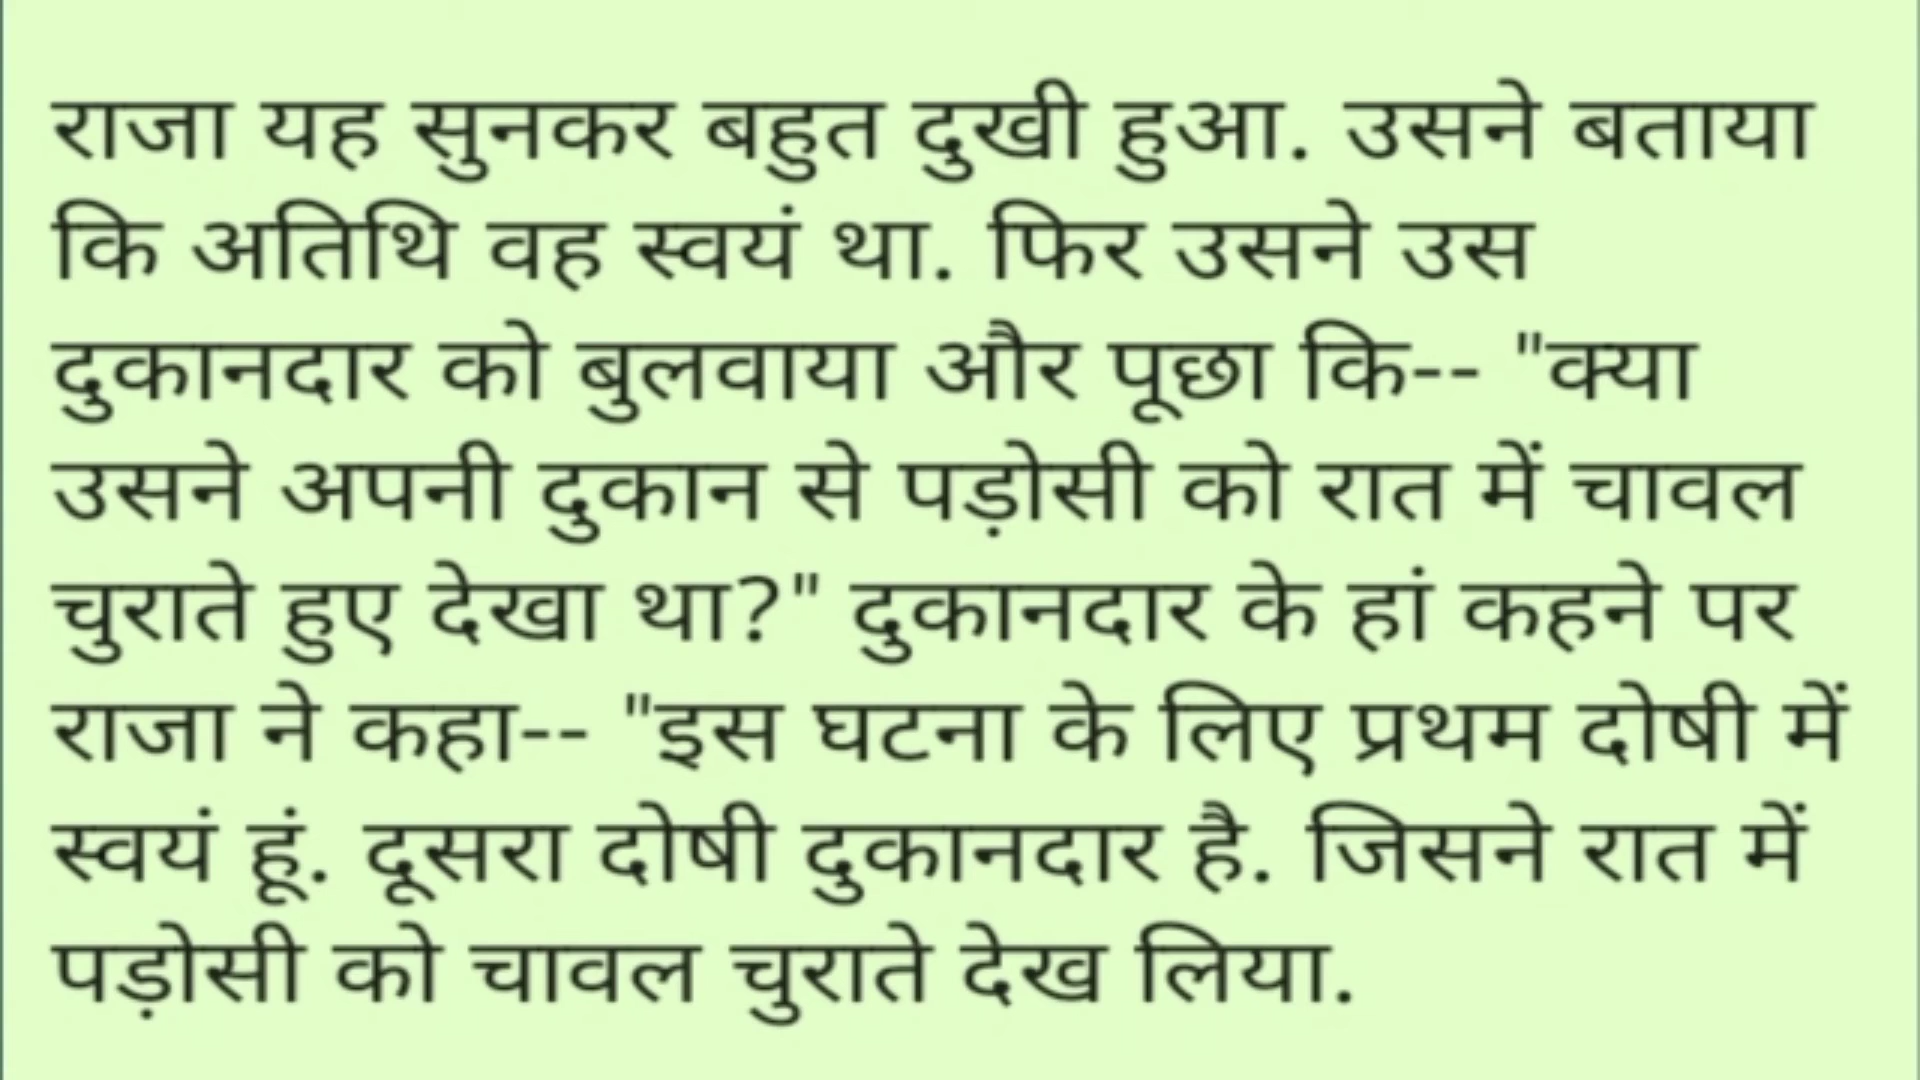 राजा यह सुनकर बहुत दुखी हुआ. उसने बताया
कि अतिथि वह स्वयं था. फिर उसने उस
दुकानदार को बुलवाया और पूछा कि-- "क्या
उसने अपनी दुकान से पड़ोसी को रात में चावल
चुराते हुए देखा था?" दुकानदार के हां कहने पर
राजा ने कहा-- "इस घटना के लिए प्रथम दोषी में
स्वयं हूं. दूसरा दोषी दुकानदार है. जिसने रात में
पड़ोसी को चावल चुराते देख लिया.